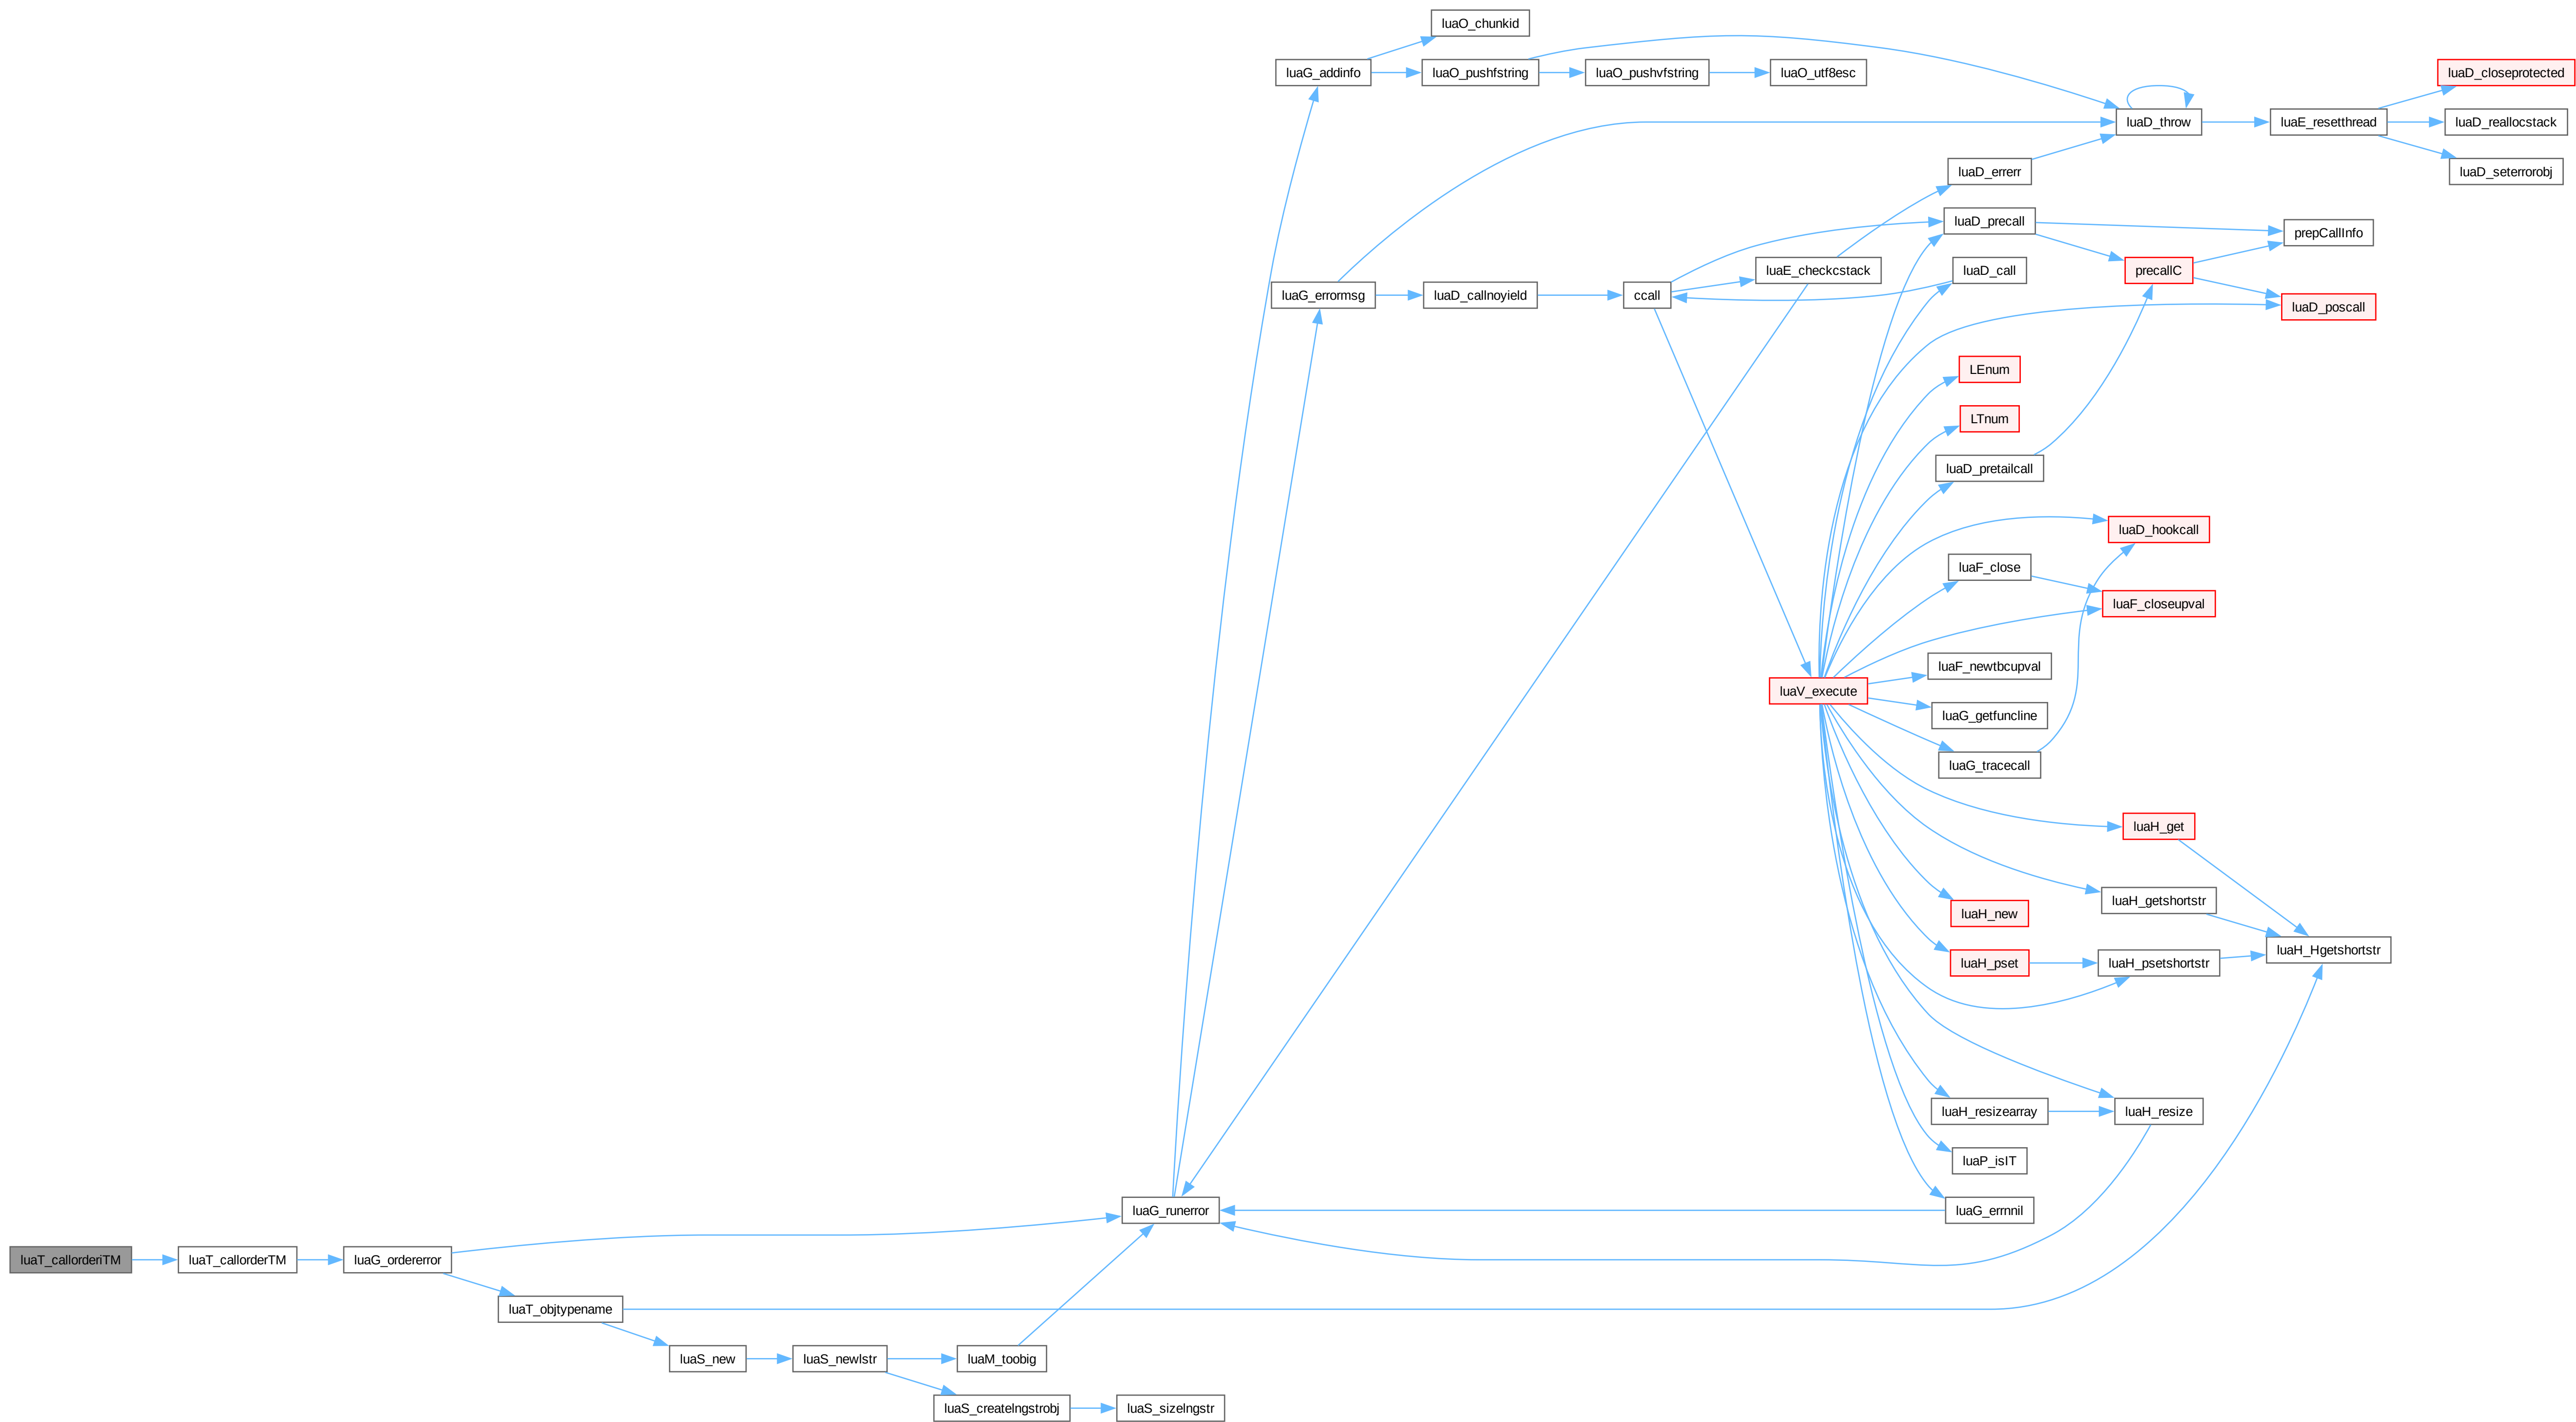 luaO_chunkid
luaG_addinfo
luaO_pushfstring
luaO_pushvfstring
luaO_utf8esc
luaD_closeprotected
luaD_throw
luaE_resetthread
luaD_reallocstack
luaD_errerr
luaD_seterrorobj
luaD_precall
prepCallInfo
luaE_checkcstack
luaD_call
precallC
luaG_errormsg
luaD_callnoyield
ccall
luaD_poscall
LEnum
LTnum
luaD_pretailcall
luaD_hookcall
luaF_close
luaF_closeupval
luaF_newtbcupval
luaV_execute
luaG_getfuncline
luaG_tracecall
luaH_get
luaH_getshortstr
luaH_new
luaH_Hgetshortstr
luaH_pset
luaH_psetshortstr
luaH_resizearray
luaH_resize
luaP_isIT
luaG_runerror
luaG_errnnil
luaT_callorderiTM
luaT_callorderTM
luaG_ordererror
luaT_objtypename
luaS_new
luaS_newlstr
luaM_toobig
luaS_createlngstrobj
luaS_sizelngstr